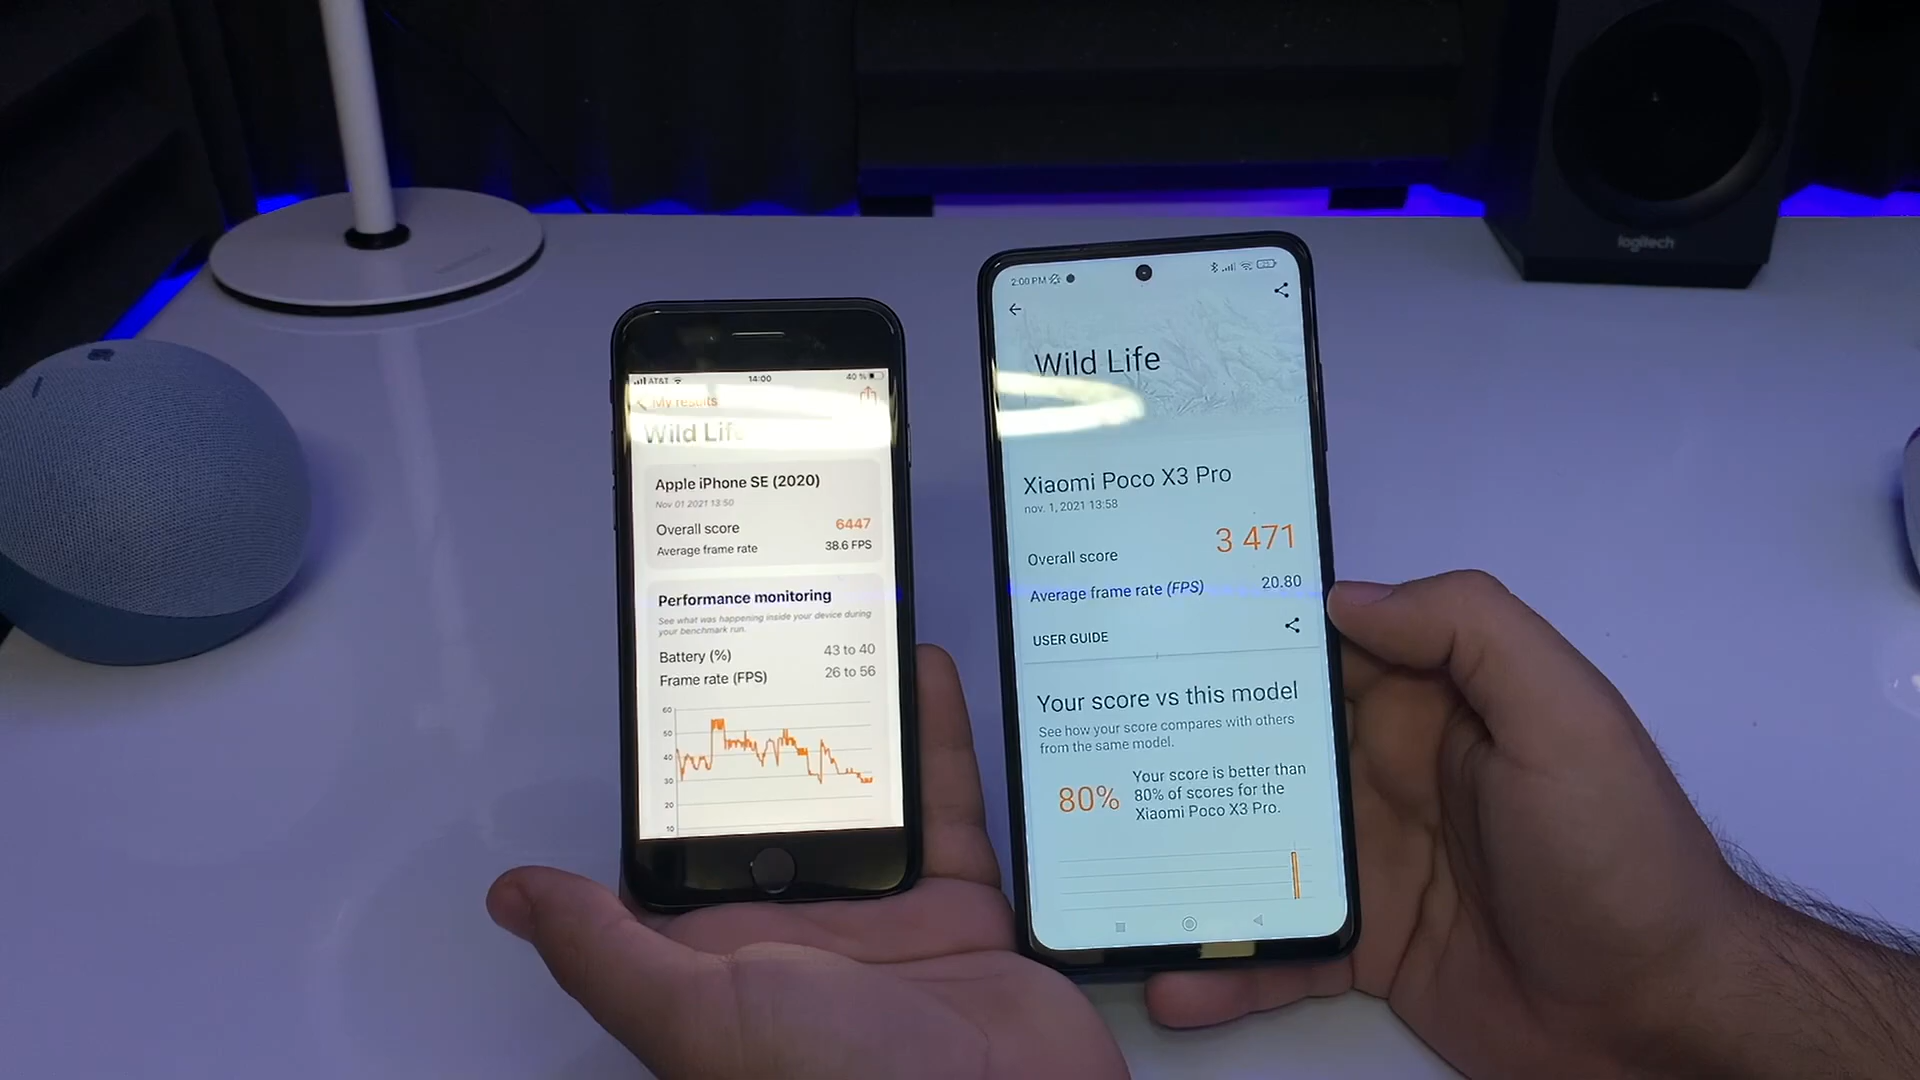 logitech
AT&T 14:00 40 %
My results
Wild Life
Apple iPhone SE (2020)
Nov 01 2021 13:50
Overall score 6447
Average frame rate 38.6 FPS
Performance monitoring
See what was happening inside your device during
your benchmark run.
Battery (%) 43 to 40
Frame rate (FPS) 26 to 56
60
50
40
30
20
10
2:00 PM
Wild Life
Xiaomi Poco X3 Pro
nov. 1, 2021 13:58
Overall score 3 471
Average frame rate (FPS) 20.80
USER GUIDE
Your score vs this model
See how your score compares with others
from the same model.
80%
Your score is better than
80% of scores for the
Xiaomi Poco X3 Pro.